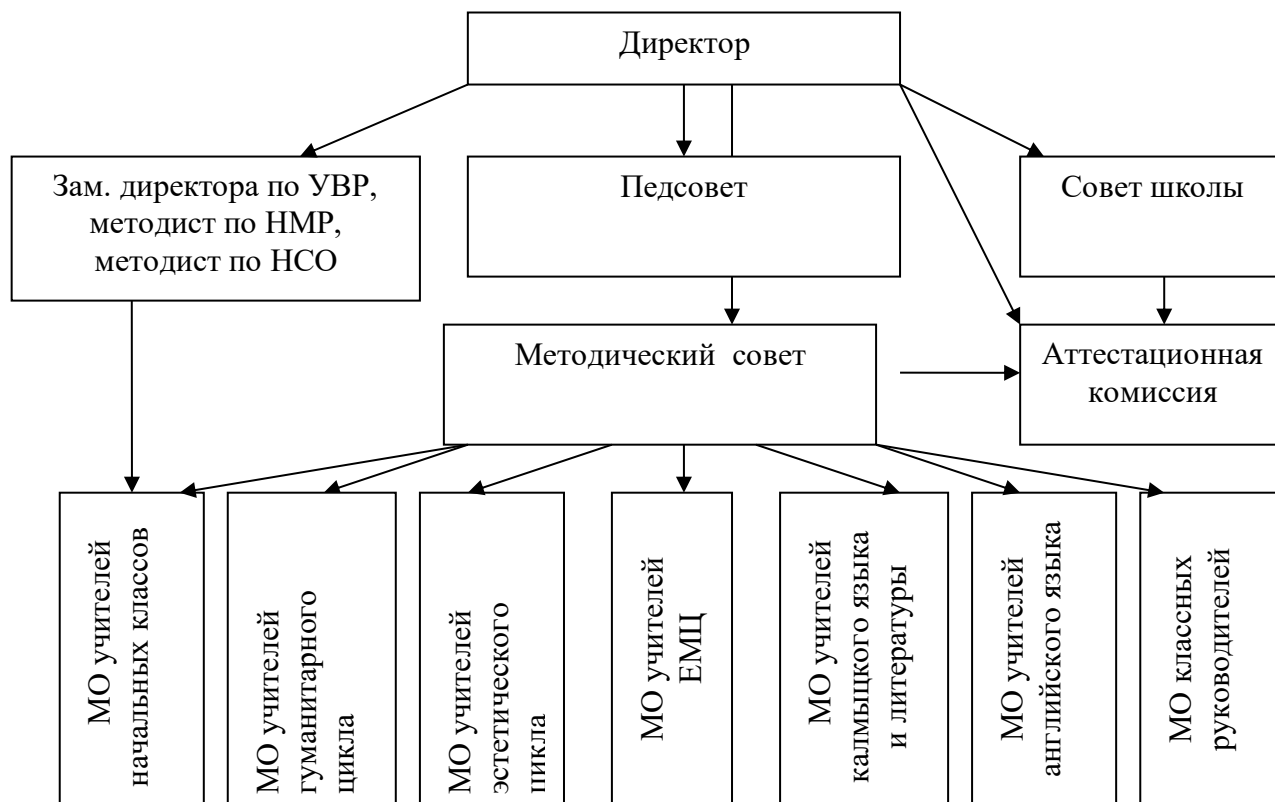 Директор
Зам. директора по УВР,
методист по НМР,
методист по НСО
Педсовет
Совет школы
Методический совет
Аттестационная
комиссия
МО учителей
начальных классов
МО учителей
гуманитарного
цикла
МО учителей
эстетического
цикла
МО учителей
ЕМЦ
МО учителей
калмыцкого языка
и литературы
МО учителей
английского языка
МО классных
руководителей